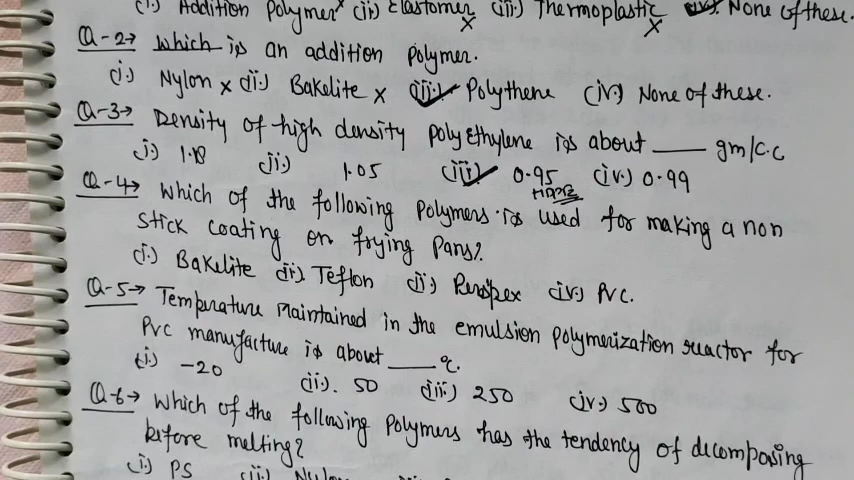 (i.) Addition Polymer x (ii) Elastomer x (iii) Thermoplastic x (iv.) None of these.
Q-2→ Which is an addition polymer.
(i.) Nylon x (ii.) Bakelite x (iii.) Polythene (iv.) None of these.
Q-3→ Density of high density polyethylene is about ___ gm/c.c
i.) 1.18 (ii.) 1.05 (iii.) 0.95 (iv.) 0.99
HDPE
Q-4→ Which of the following Polymers is used for making a non
stick coating on frying Pans?
(i.) Bakelite (ii). Teflon (ii.) (iv.) PVC.
Q-5→ Temperature Maintained in the emulsion polymerization reactor for
PVC manufacture is about ___ °c.
(i.) -20 (ii.). 50 (iii.) 250 (iv.) 500
Q-6→ Which of the following polymers has the tendency of decomposing
before melting?
(i.) PS (ii.) Nylon